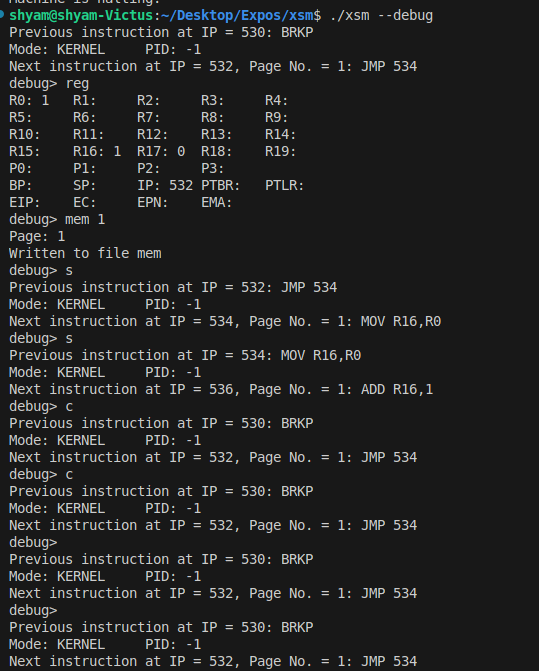 Machine is halting.
shyam@shyam-Victus:~/Desktop/Expos/xsm$ ./xsm --debug
Previous instruction at IP = 530: BRKP
Mode: KERNEL     PID: -1
Next instruction at IP = 532, Page No. = 1: JMP 534
debug> reg
R0: 1   R1:     R2:     R3:     R4:
R5:     R6:     R7:     R8:     R9:
R10:    R11:    R12:    R13:    R14:
R15:    R16: 1  R17: 0  R18:    R19:
P0:     P1:     P2:     P3:
BP:     SP:     IP: 532 PTBR:   PTLR:
EIP:    EC:     EPN:    EMA:
debug> mem 1
Page: 1
Written to file mem
debug> s
Previous instruction at IP = 532: JMP 534
Mode: KERNEL     PID: -1
Next instruction at IP = 534, Page No. = 1: MOV R16,R0
debug> s
Previous instruction at IP = 534: MOV R16,R0
Mode: KERNEL     PID: -1
Next instruction at IP = 536, Page No. = 1: ADD R16,1
debug> c
Previous instruction at IP = 530: BRKP
Mode: KERNEL     PID: -1
Next instruction at IP = 532, Page No. = 1: JMP 534
debug> c
Previous instruction at IP = 530: BRKP
Mode: KERNEL     PID: -1
Next instruction at IP = 532, Page No. = 1: JMP 534
debug>
Previous instruction at IP = 530: BRKP
Mode: KERNEL     PID: -1
Next instruction at IP = 532, Page No. = 1: JMP 534
debug>
Previous instruction at IP = 530: BRKP
Mode: KERNEL     PID: -1
Next instruction at IP = 532, Page No. = 1: JMP 534